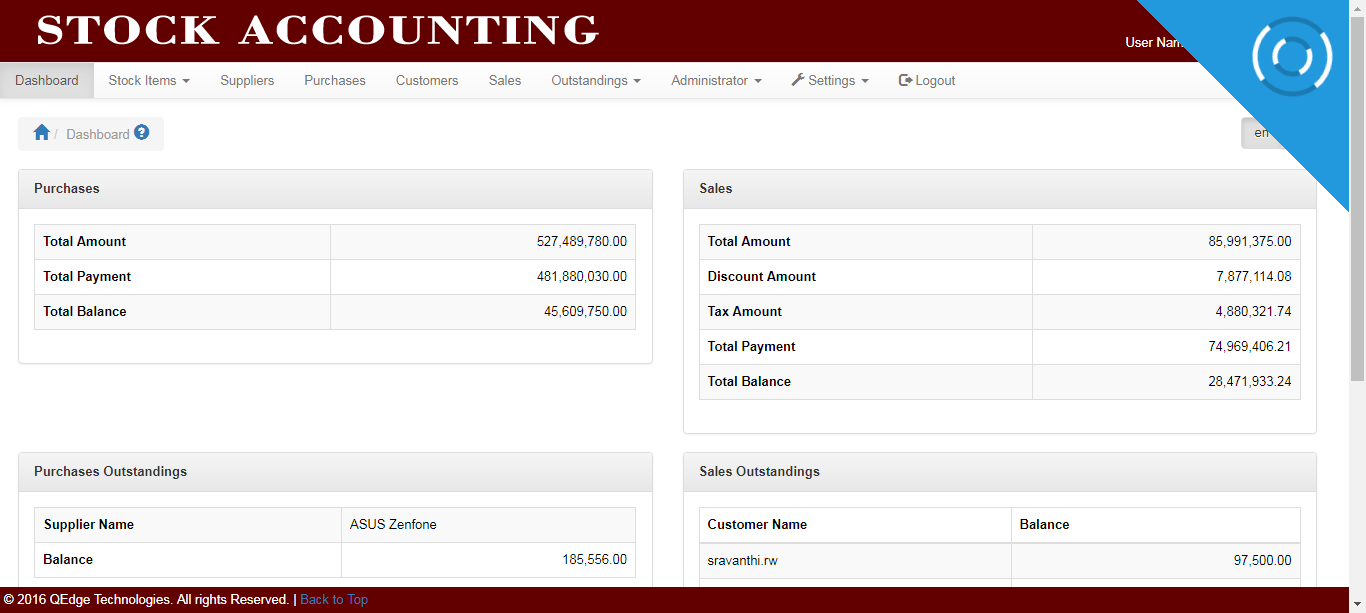 STOCK ACCOUNTING
User
Dashboard Stock Items Suppliers Purchases Customers Sales Outstandings Administrator Settings Logout
/ Dashboard ?
en
Purchases
Total Amount 527,489,780.00
Total Payment 481,880,030.00
Total Balance 45,609,750.00
Sales
Total Amount 85,991,375.00
Discount Amount 7,877,114.08
Tax Amount 4,880,321.74
Total Payment 74,969,406.21
Total Balance 28,471,933.24
Purchases Outstandings
Supplier Name ASUS Zenfone
Balance 185,556.00
Sales Outstandings
Customer Name Balance
sravanthi.rw 97,500.00
© 2016 QEdge Technologies. All rights Reserved. | Back to Top